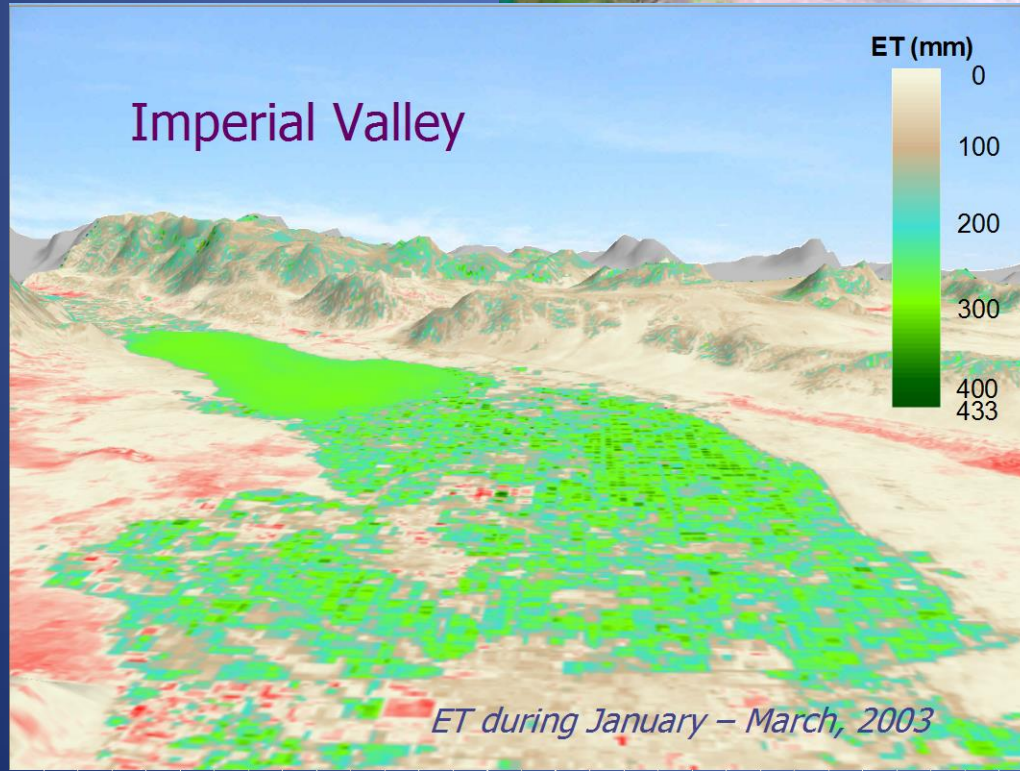 ET (mm)
0
Imperial Valley
100
200
300
400
433
ET during January – March, 2003